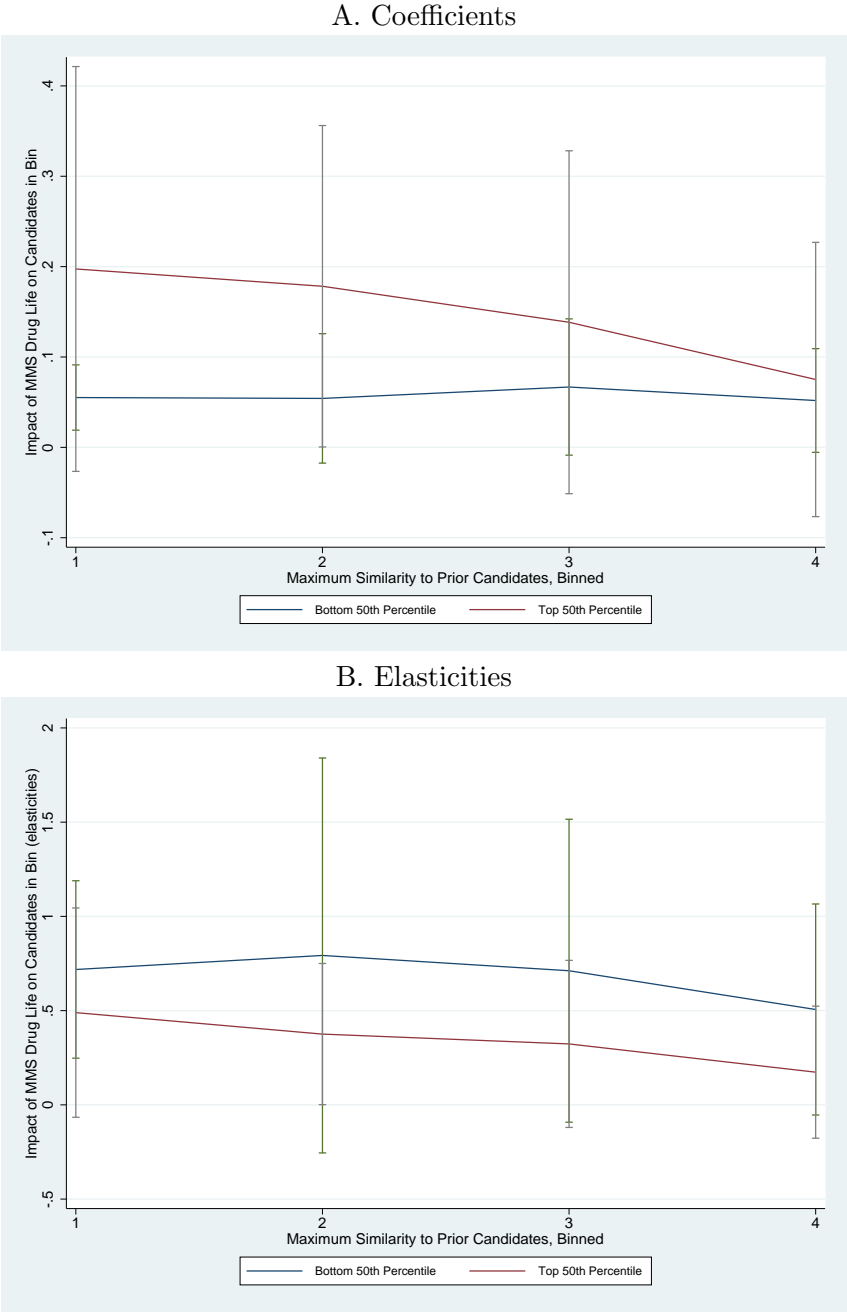 A. Coefficients
Impact of MMS Drug Life on Candidates in Bin
.4
.3
.2
.1
0
-.1
1 2 3 4
Maximum Similarity to Prior Candidates, Binned
Bottom 50th Percentile Top 50th Percentile
B. Elasticities
Impact of MMS Drug Life on Candidates in Bin (elasticities)
2
1.5
1
.5
0
-.5
1 2 3 4
Maximum Similarity to Prior Candidates, Binned
Bottom 50th Percentile Top 50th Percentile